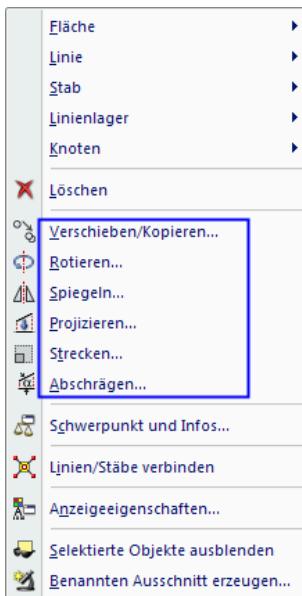 Fläche
Linie
Stab
Linienlager
Knoten
Löschen
Verschieben/Kopieren...
Rotieren...
Spiegeln...
Projizieren...
Strecken...
Abschrägen...
Schwerpunkt und Infos...
Linien/Stäbe verbinden
Anzeigeeigenschaften...
Selektierte Objekte ausblenden
Benannten Ausschnitt erzeugen...